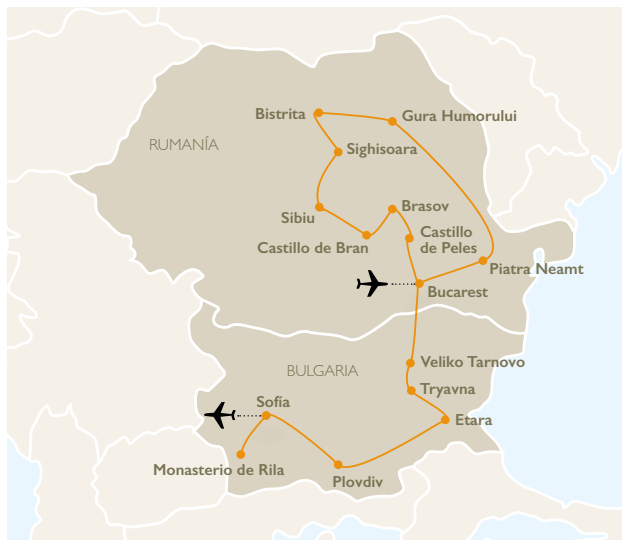 Bistrita
Gura Humorului
RUMANÍA
Sighisoara
Brasov
Sibiu
Castillo
de Peles
Castillo de Bran
Piatra Neamt
Bucarest
Veliko Tarnovo
BULGARIA
Tryavna
Sofía
Etara
Monasterio de Rila
Plovdiv